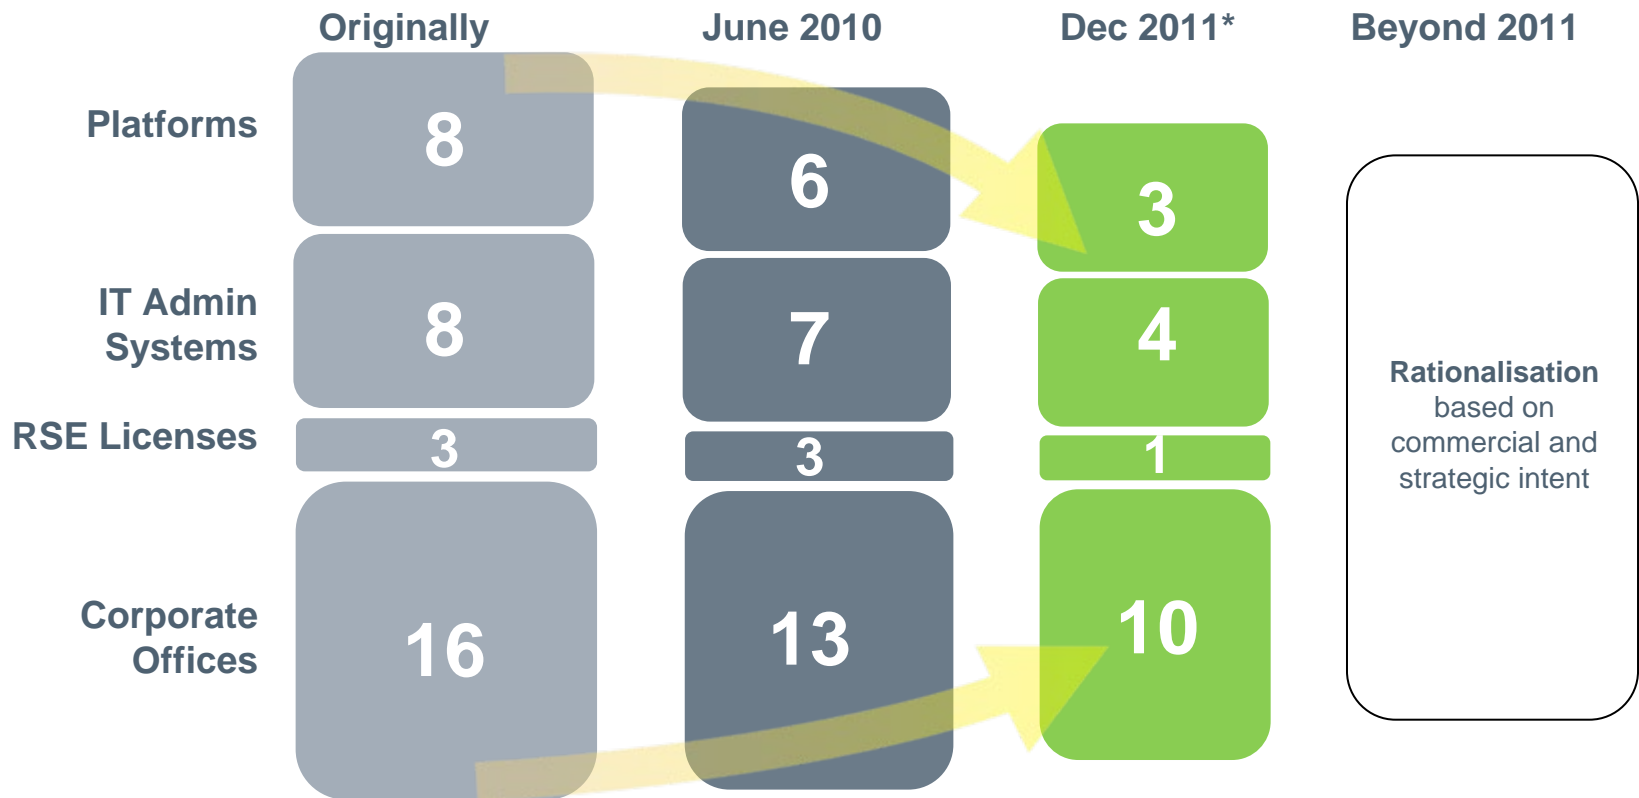 Originally
June 2010
Dec 2011*
Beyond 2011
Platforms
8
6
3
IT Admin
Systems
8
7
4
RSE Licenses
3
3
1
Corporate
Offices
16
13
10
Rationalisation
based on
commercial and
strategic intent